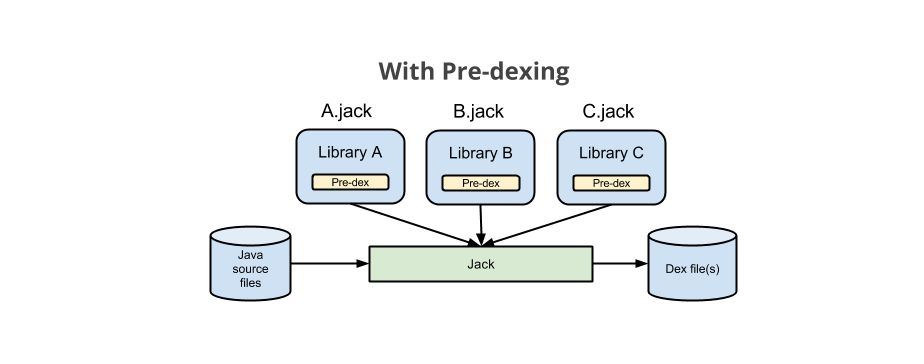 With Pre-dexing
A.jack
B.jack
C.jack
Library A
Library B
Library C
Pre-dex
Pre-dex
Pre-dex
Java
source
files
Jack
Dex file(s)